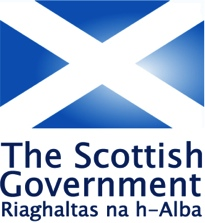 The Scottish
Government
Riaghaltas na h-Alba